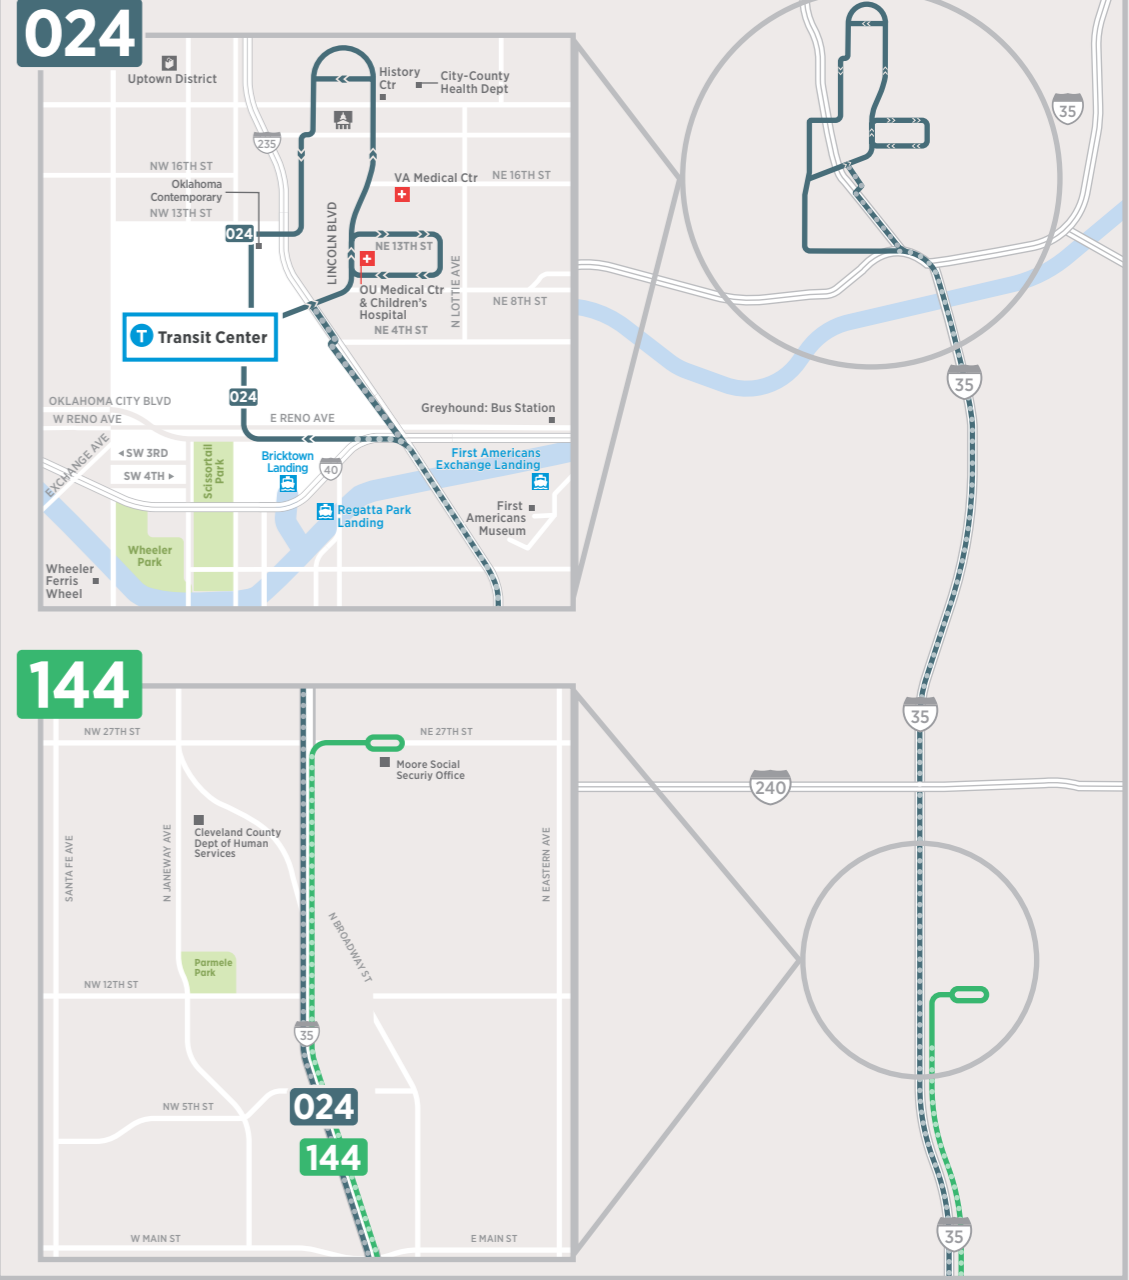 024
Uptown District
History
Ctr
City-County
Health Dept
235
NW 16TH ST
Oklahoma
Contemporary
NW 13TH ST
024
LINCOLN BLVD
VA Medical Ctr
NE 16TH ST
NE 13TH ST
OU Medical Ctr
& Children's
Hospital
N LOTTIE AVE
NE 8TH ST
NE 4TH ST
T Transit Center
024
OKLAHOMA CITY BLVD
W RENO AVE
E RENO AVE
Greyhound: Bus Station
EXCHANGE AVE
SW 3RD
SW 4TH
Scissortail
Park
Bricktown
Landing
40
First Americans
Exchange Landing
Regatta Park
Landing
First
Americans
Museum
Wheeler
Park
Wheeler
Ferris
Wheel
35
35
35
240
35
144
NW 27TH ST
NE 27TH ST
Moore Social
Securiy Office
Cleveland County
Dept of Human
Services
SANTA FE AVE
N JANEWAY AVE
N EASTERN AVE
N BROADWAY ST
Parmele
Park
NW 12TH ST
35
024
NW 5TH ST
144
W MAIN ST
E MAIN ST